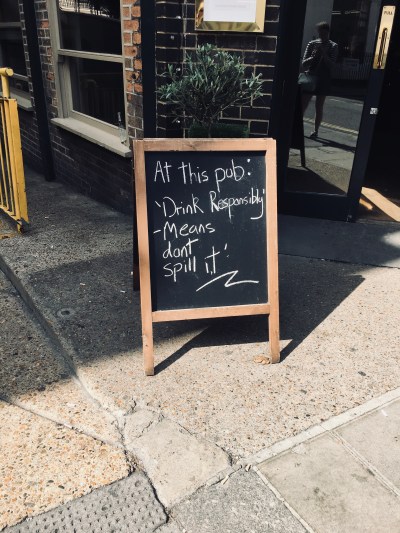 At this pub:
'Drink Responsibly'
-Means
dont
spill it'